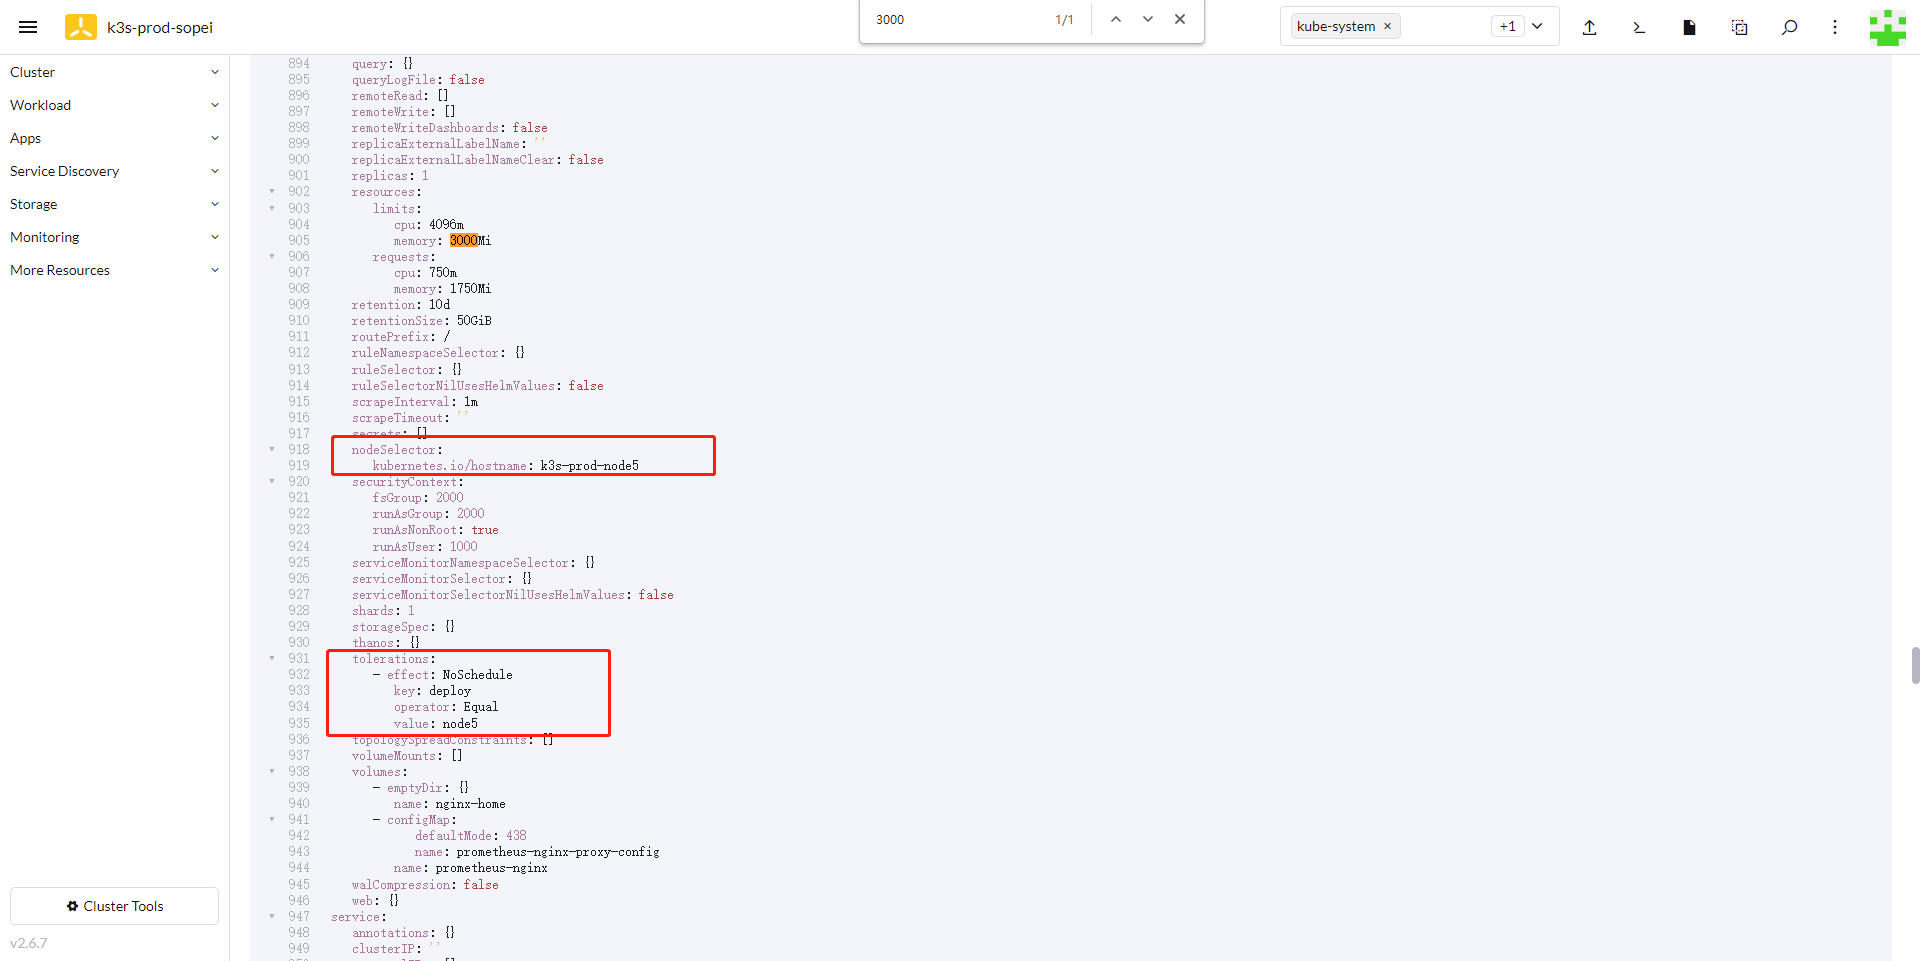 k3s-prod-sopei
3000
1/1
kube-system ×
+1
Cluster
Workload
Apps
Service Discovery
Storage
Monitoring
More Resources
Cluster Tools
v2.6.7
894 query: {}
895 queryLogFile: false
896 remoteRead: []
897 remoteWrite: []
898 remoteWriteDashboards: false
899 replicaExternalLabelName: ''
900 replicaExternalLabelNameClear: false
901 replicas: 1
902 resources:
903 limits:
904 cpu: 4096m
905 memory: 3000Mi
906 requests:
907 cpu: 750m
908 memory: 1750Mi
909 retention: 10d
910 retentionSize: 50GiB
911 routePrefix: /
912 ruleNamespaceSelector: {}
913 ruleSelector: {}
914 ruleSelectorNilUsesHelmValues: false
915 scrapeInterval: 1m
916 scrapeTimeout: ''
917 secrets: []
918 nodeSelector:
919 kubernetes.io/hostname: k3s-prod-node5
920 securityContext:
921 fsGroup: 2000
922 runAsGroup: 2000
923 runAsNonRoot: true
924 runAsUser: 1000
925 serviceMonitorNamespaceSelector: {}
926 serviceMonitorSelector: {}
927 serviceMonitorSelectorNilUsesHelmValues: false
928 shards: 1
929 storageSpec: {}
930 thanos: {}
931 tolerations:
932 - effect: NoSchedule
933 key: deploy
934 operator: Equal
935 value: node5
936 topologySpreadConstraints: []
937 volumeMounts: []
938 volumes:
939 - emptyDir: {}
940 name: nginx-home
941 - configMap:
942 defaultMode: 438
943 name: prometheus-nginx-proxy-config
944 name: prometheus-nginx
945 walCompression: false
946 web: {}
947 service:
948 annotations: {}
949 clusterIP: ''